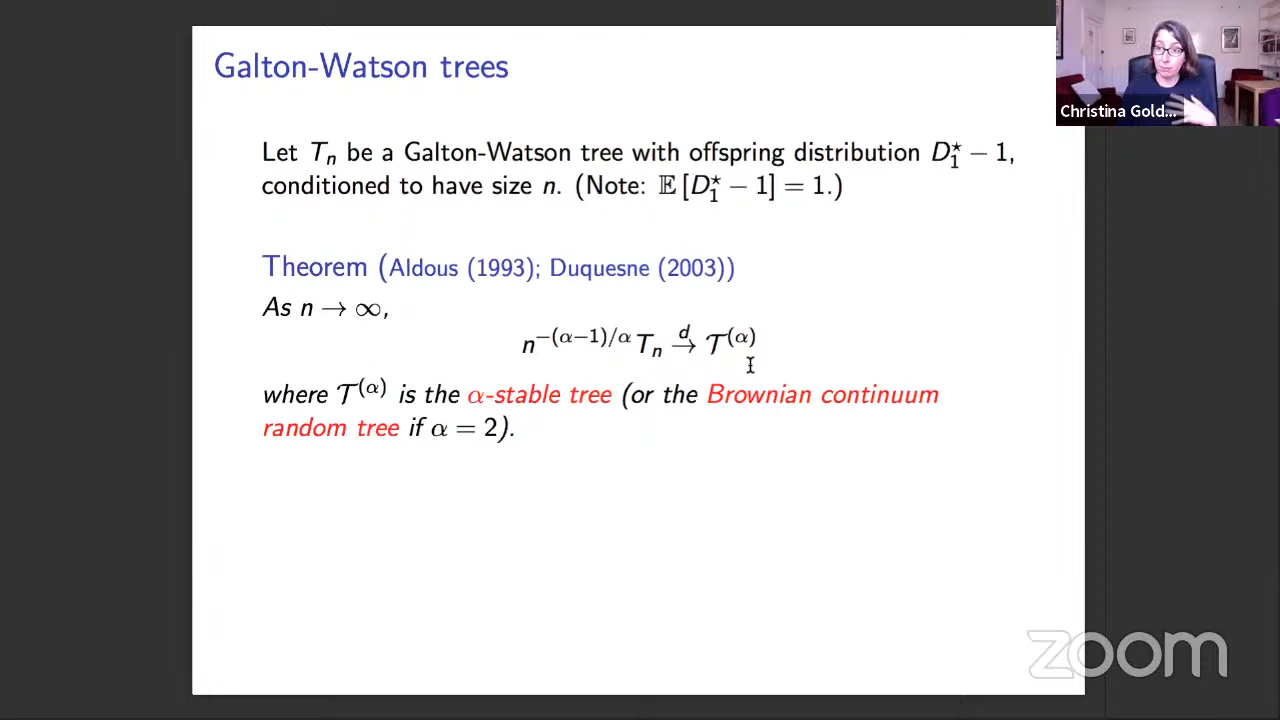 Galton-Watson trees
Christina Gold...
Let Tₙ be a Galton-Watson tree with offspring distribution D₁⋆ − 1,
conditioned to have size n. (Note: 𝔼 [D₁⋆ − 1] = 1.)
Theorem (Aldous (1993); Duquesne (2003))
As n → ∞,
n^{−(α−1)/α} Tₙ →^d 𝒯^{(α)}
where 𝒯^{(α)} is the α-stable tree (or the Brownian continuum
random tree if α = 2).
zoom